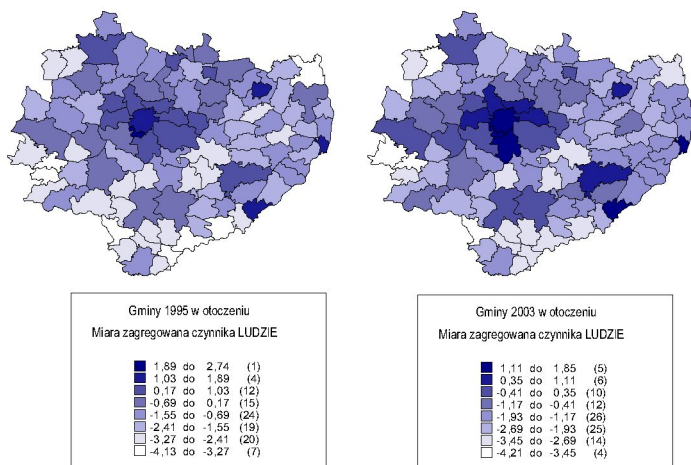 Gminy 1995 w otoczeniu
Miara zagregowana czynnika LUDZIE
1,89 do 2,74 (1)
1,03 do 1,89 (4)
0,17 do 1,03 (12)
-0,69 do 0,17 (15)
-1,55 do -0,69 (24)
-2,41 do -1,55 (19)
-3,27 do -2,41 (20)
-4,13 do -3,27 (7)
Gminy 2003 w otoczeniu
Miara zagregowana czynnika LUDZIE
1,11 do 1,85 (5)
0,35 do 1,11 (6)
-0,41 do 0,35 (10)
-1,17 do -0,41 (12)
-1,93 do -1,17 (26)
-2,69 do -1,93 (25)
-3,45 do -2,69 (14)
-4,21 do -3,45 (4)